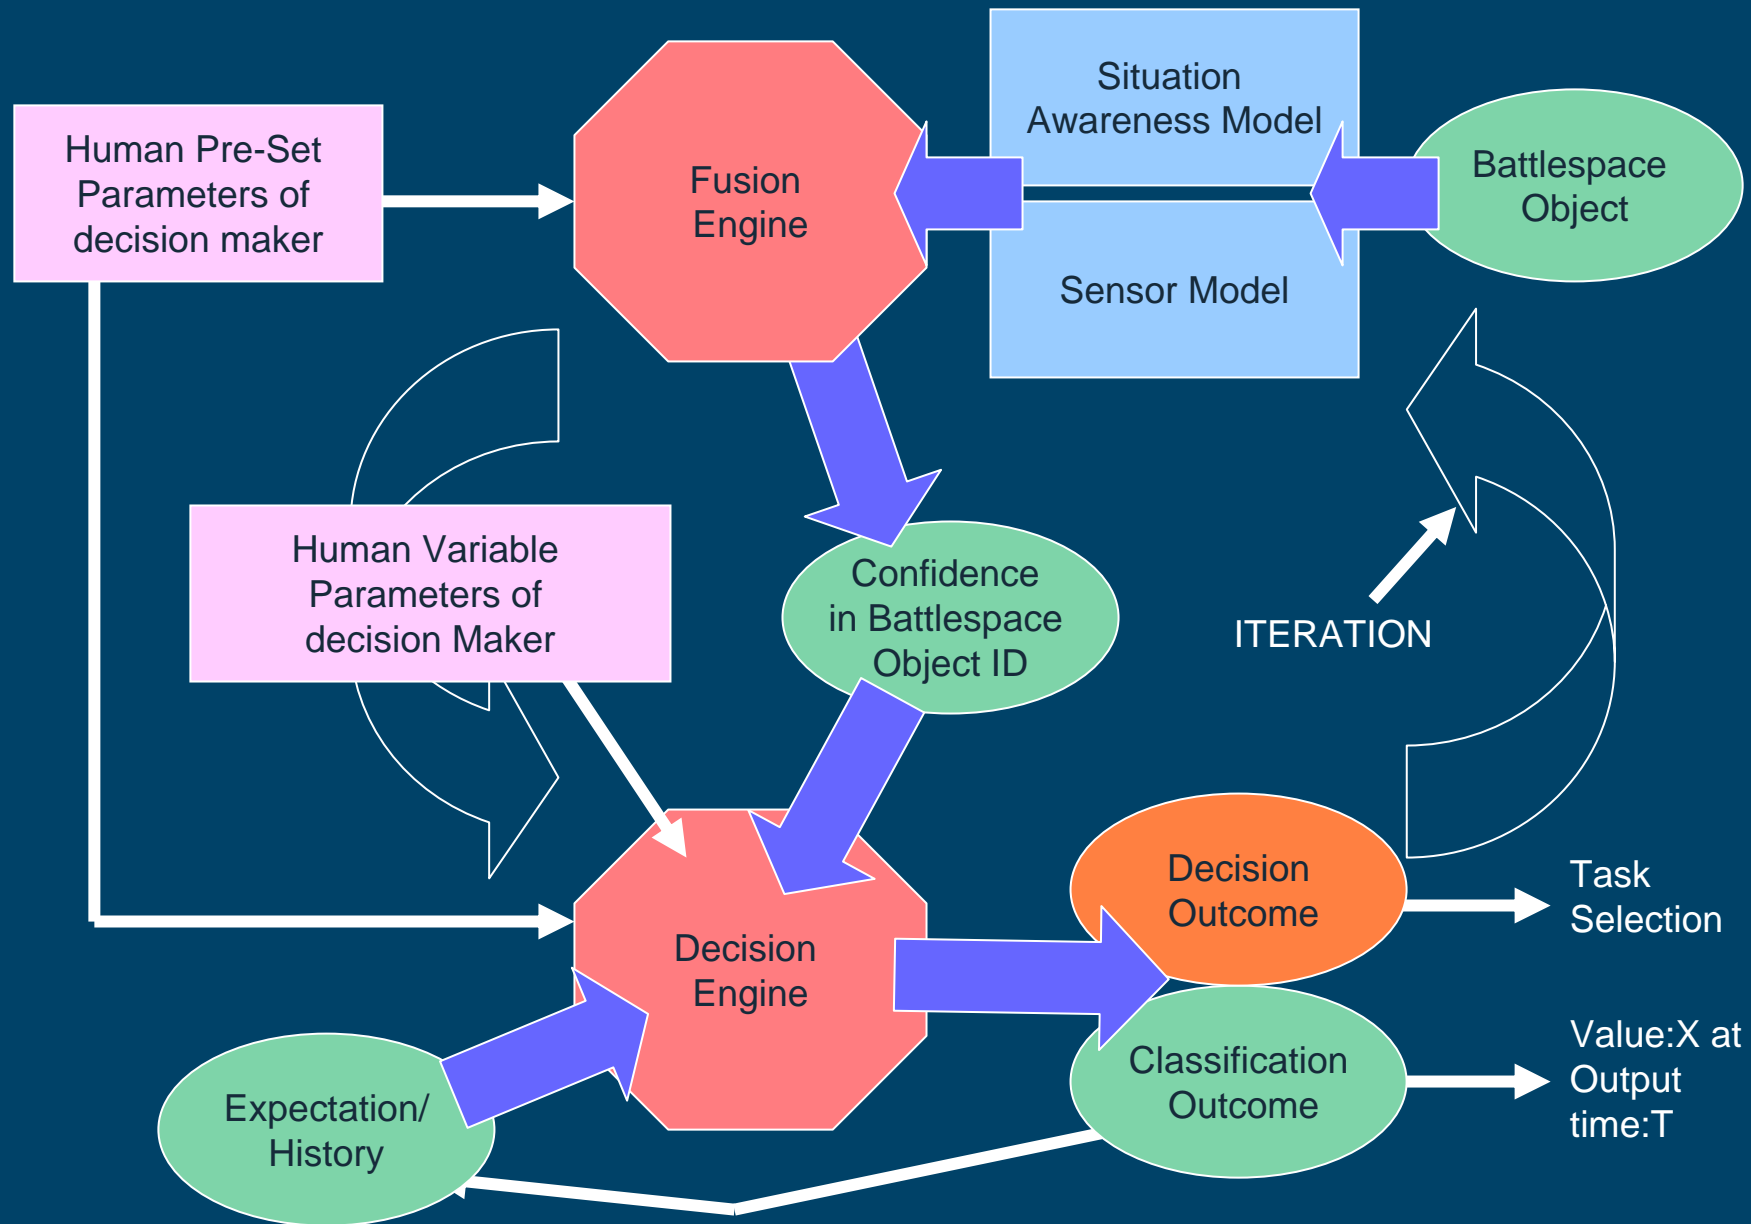 Human Pre-Set
Parameters of
decision maker
Fusion
Engine
Situation
Awareness Model
Sensor Model
Battlespace
Object
Human Variable
Parameters of
decision Maker
Confidence
in Battlespace
Object ID
ITERATION
Decision
Engine
Decision
Outcome
Task
Selection
Classification
Outcome
Value:X at
Output
time:T
Expectation/
History